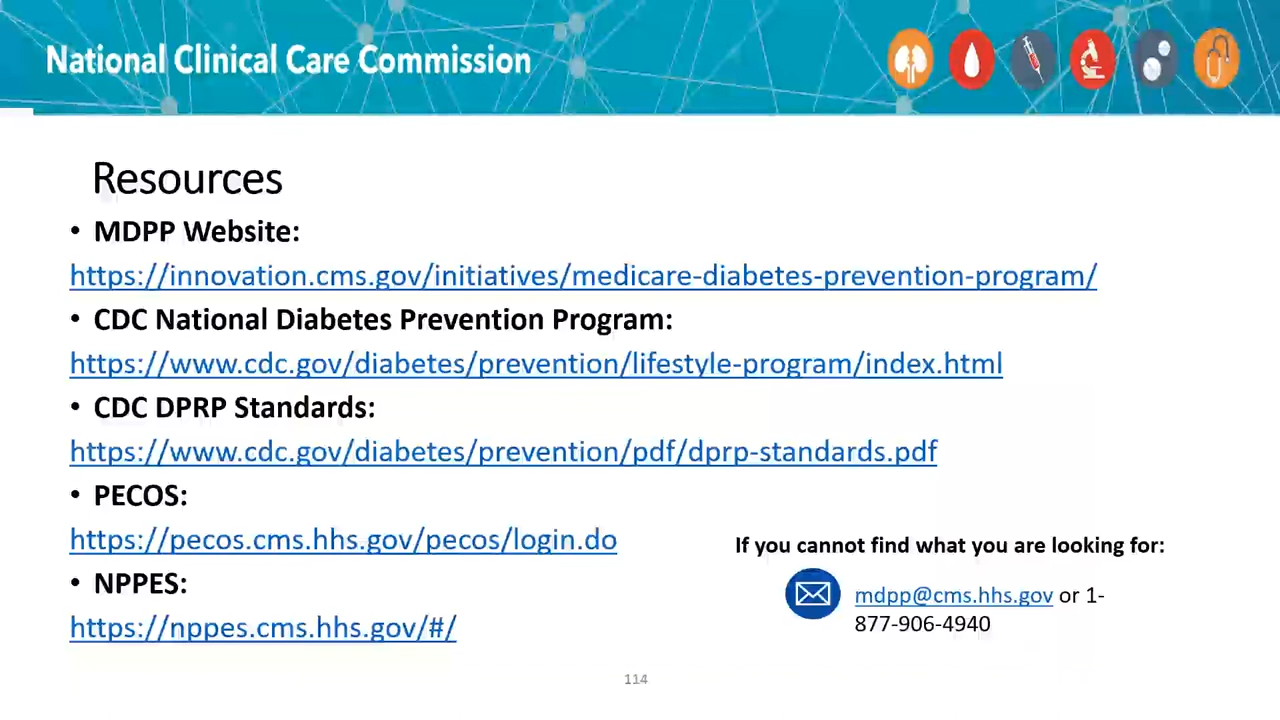 National Clinical Care Commission
Resources
• MDPP Website:
https://innovation.cms.gov/initiatives/medicare-diabetes-prevention-program/
• CDC National Diabetes Prevention Program:
https://www.cdc.gov/diabetes/prevention/lifestyle-program/index.html
• CDC DPRP Standards:
https://www.cdc.gov/diabetes/prevention/pdf/dprp-standards.pdf
• PECOS:
https://pecos.cms.hhs.gov/pecos/login.do
• NPPES:
https://nppes.cms.hhs.gov/#/
If you cannot find what you are looking for:
mdpp@cms.hhs.gov or 1-
877-906-4940
114